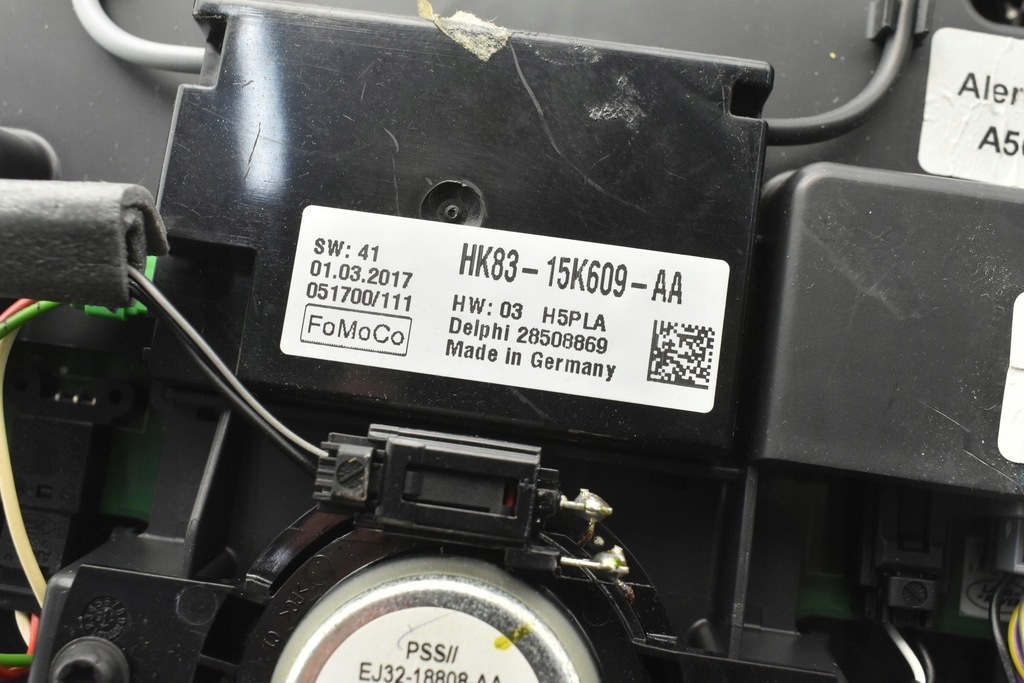 SW: 41
01.03.2017
051700/111
FoMoCo
HK83-15K609-AA
HW: 03 H5PLA
Delphi 28508869
Made in Germany
PSS//
EJ32-18808-AA